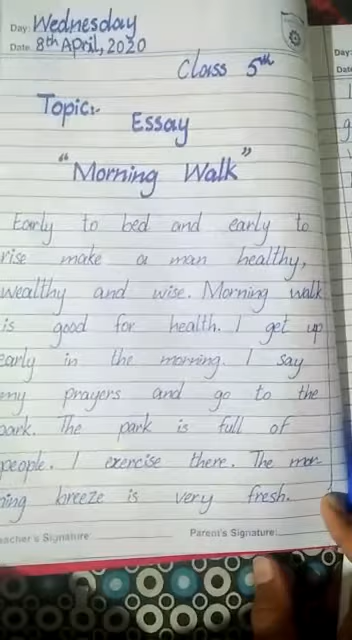 Day: Wednesday
Date: 8th April, 2020
Class 5th
Topic:-
Essay
"Morning Walk"
Early to bed and early to
rise make a man healthy,
wealthy and wise. Morning walk
is good for health. I get up
early in the morning. I say
my prayers and go to the
park. The park is full of
people. I exercise there. The mor-
ning breeze is very fresh.
Teacher's Signature: Parent's Signature:
Day:
Date